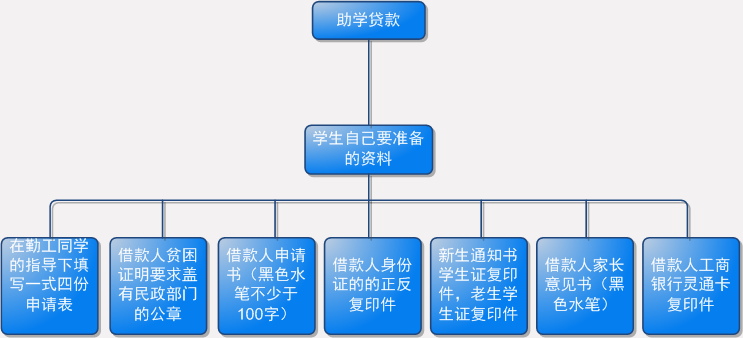 助学贷款
学生自己要准备
的资料
在勤工同学
的指导下填
写一式四份
申请表
借款人贫困
证明要求盖
有民政部门
的公章
借款人申请
书（黑色水
笔不少于
100字）
借款人身份
证的的正反
复印件
新生通知书
学生证复印
件，老生学
生证复印件
借款人家长
意见书（黑
色水笔）
借款人工商
银行灵通卡
复印件